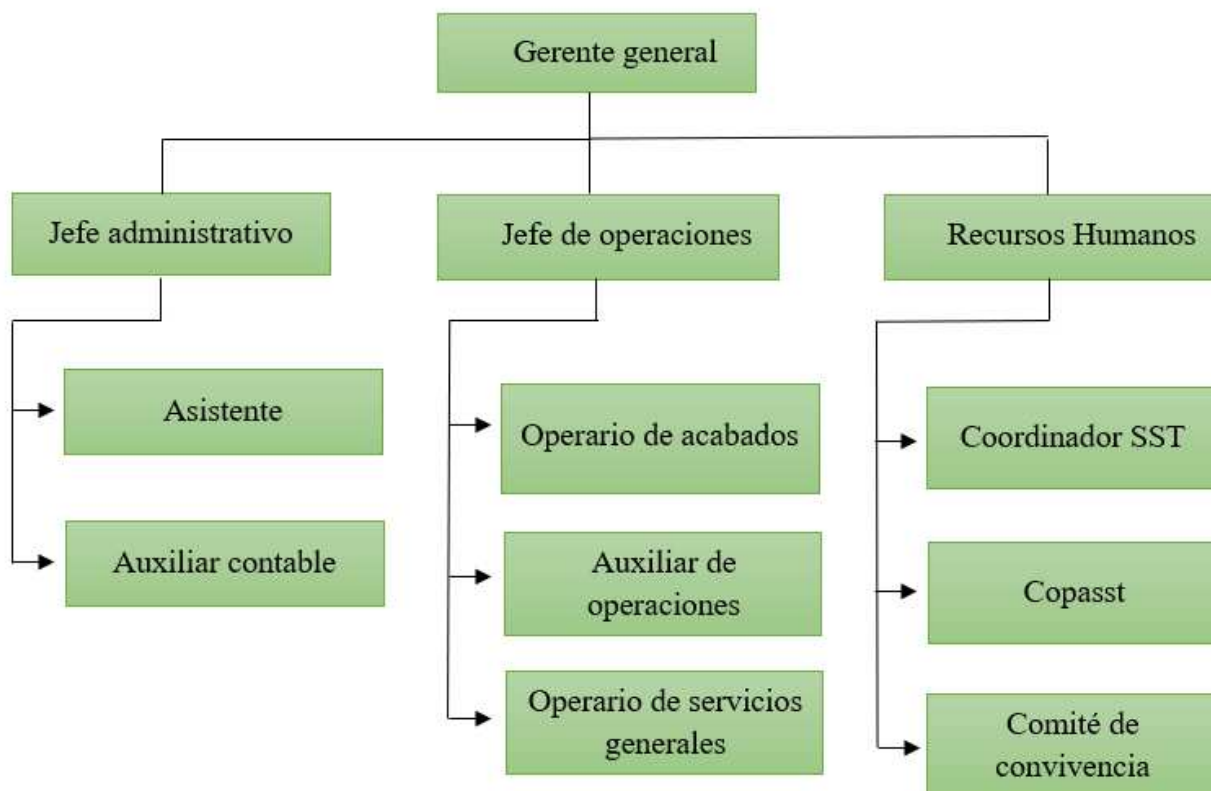 Gerente general
Jefe administrativo
Jefe de operaciones
Recursos Humanos
Asistente
Auxiliar contable
Operario de acabados
Auxiliar de
operaciones
Operario de servicios
generales
Coordinador SST
Copasst
Comité de
convivencia